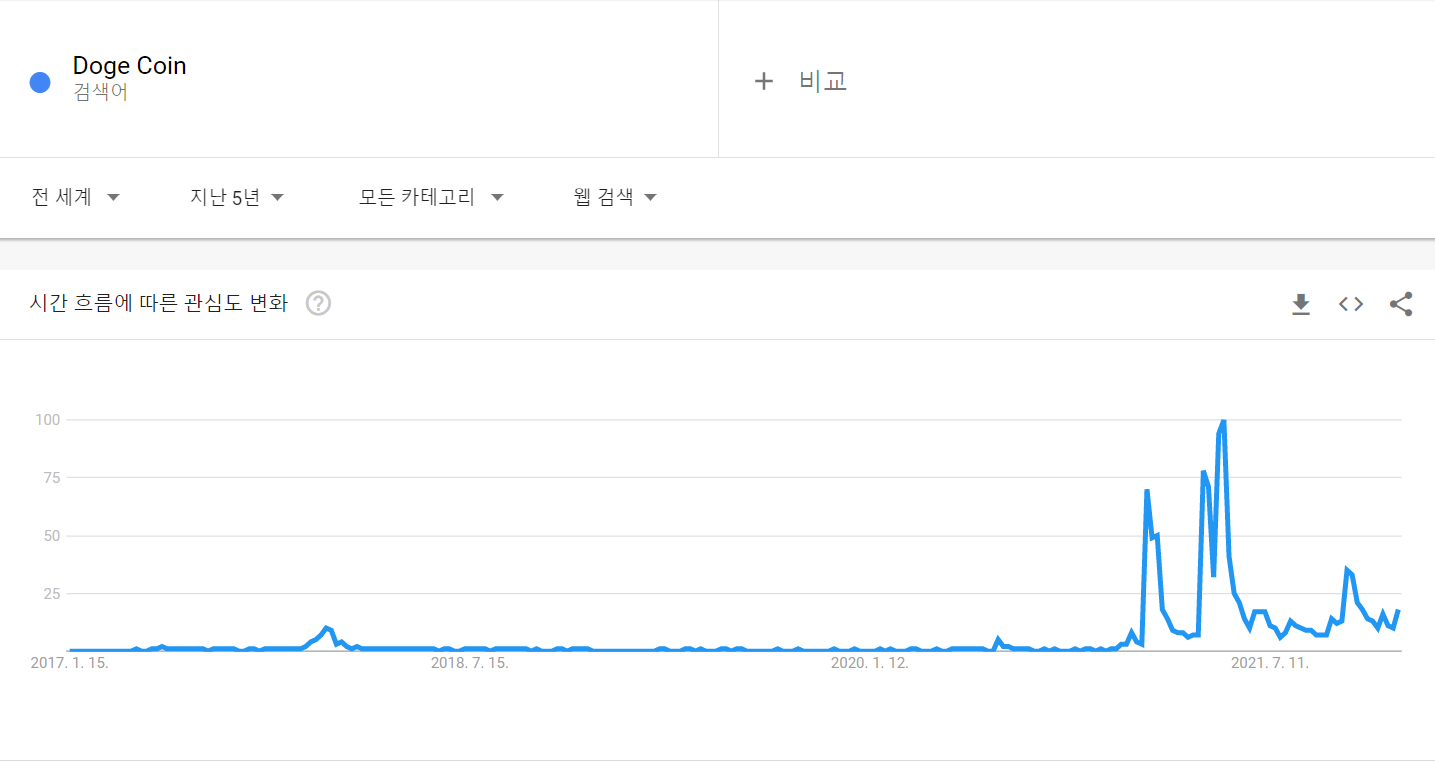 Doge Coin
검색어
+ 비교
전 세계 지난 5년 모든 카테고리 웹 검색
시간 흐름에 따른 관심도 변화 ?
100
75
50
25
2017. 1. 15. 2018. 7. 15. 2020. 1. 12. 2021. 7. 11.